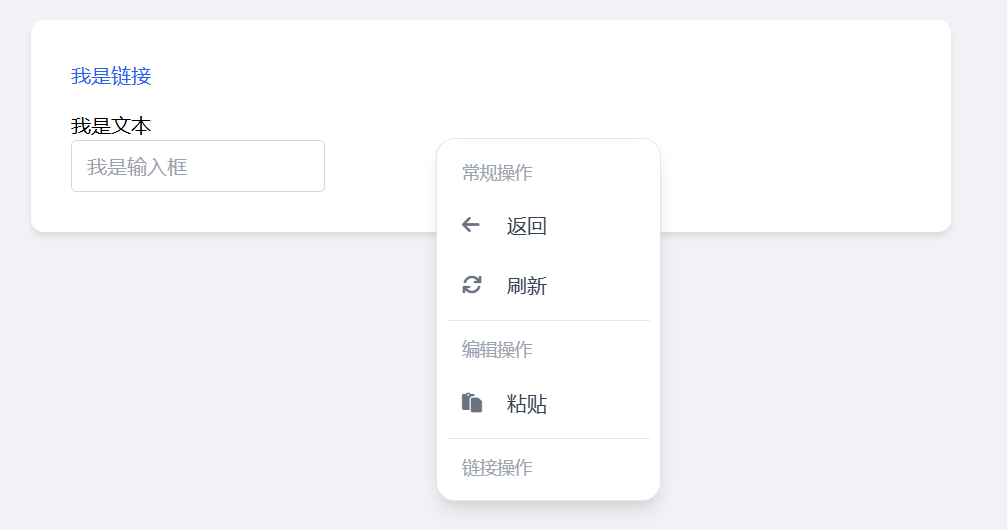 我是链接
我是文本
我是输入框
常规操作
返回
刷新
编辑操作
粘贴
链接操作